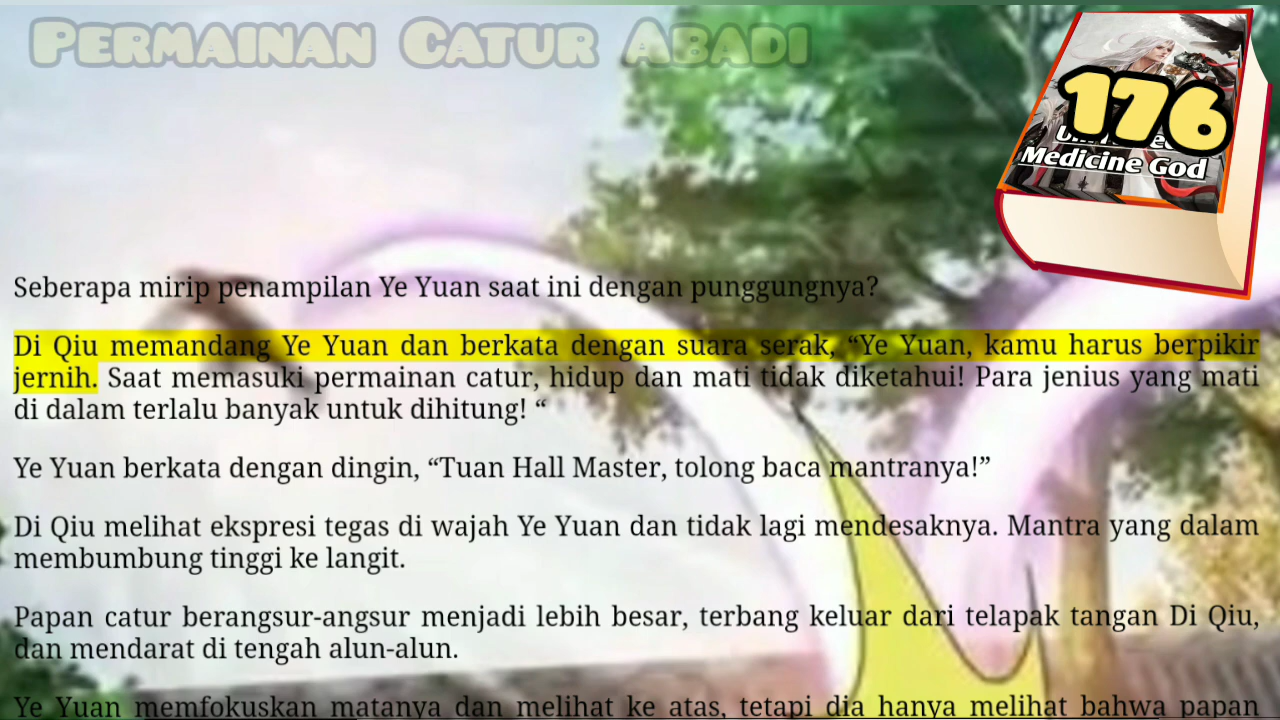 Permainan Catur Abadi
176
Medicine God
Seberapa mirip penampilan Ye Yuan saat ini dengan punggungnya?
Di Qiu memandang Ye Yuan dan berkata dengan suara serak, “Ye Yuan, kamu harus berpikir
jernih. Saat memasuki permainan catur, hidup dan mati tidak diketahui! Para jenius yang mati
di dalam terlalu banyak untuk dihitung! “
Ye Yuan berkata dengan dingin, “Tuan Hall Master, tolong baca mantranya!”
Di Qiu melihat ekspresi tegas di wajah Ye Yuan dan tidak lagi mendesaknya. Mantra yang dalam
membumbung tinggi ke langit.
Papan catur berangsur-angsur menjadi lebih besar, terbang keluar dari telapak tangan Di Qiu,
dan mendarat di tengah alun-alun.
Ye Yuan memfokuskan matanya dan melihat ke atas, tetapi dia hanya melihat bahwa papan